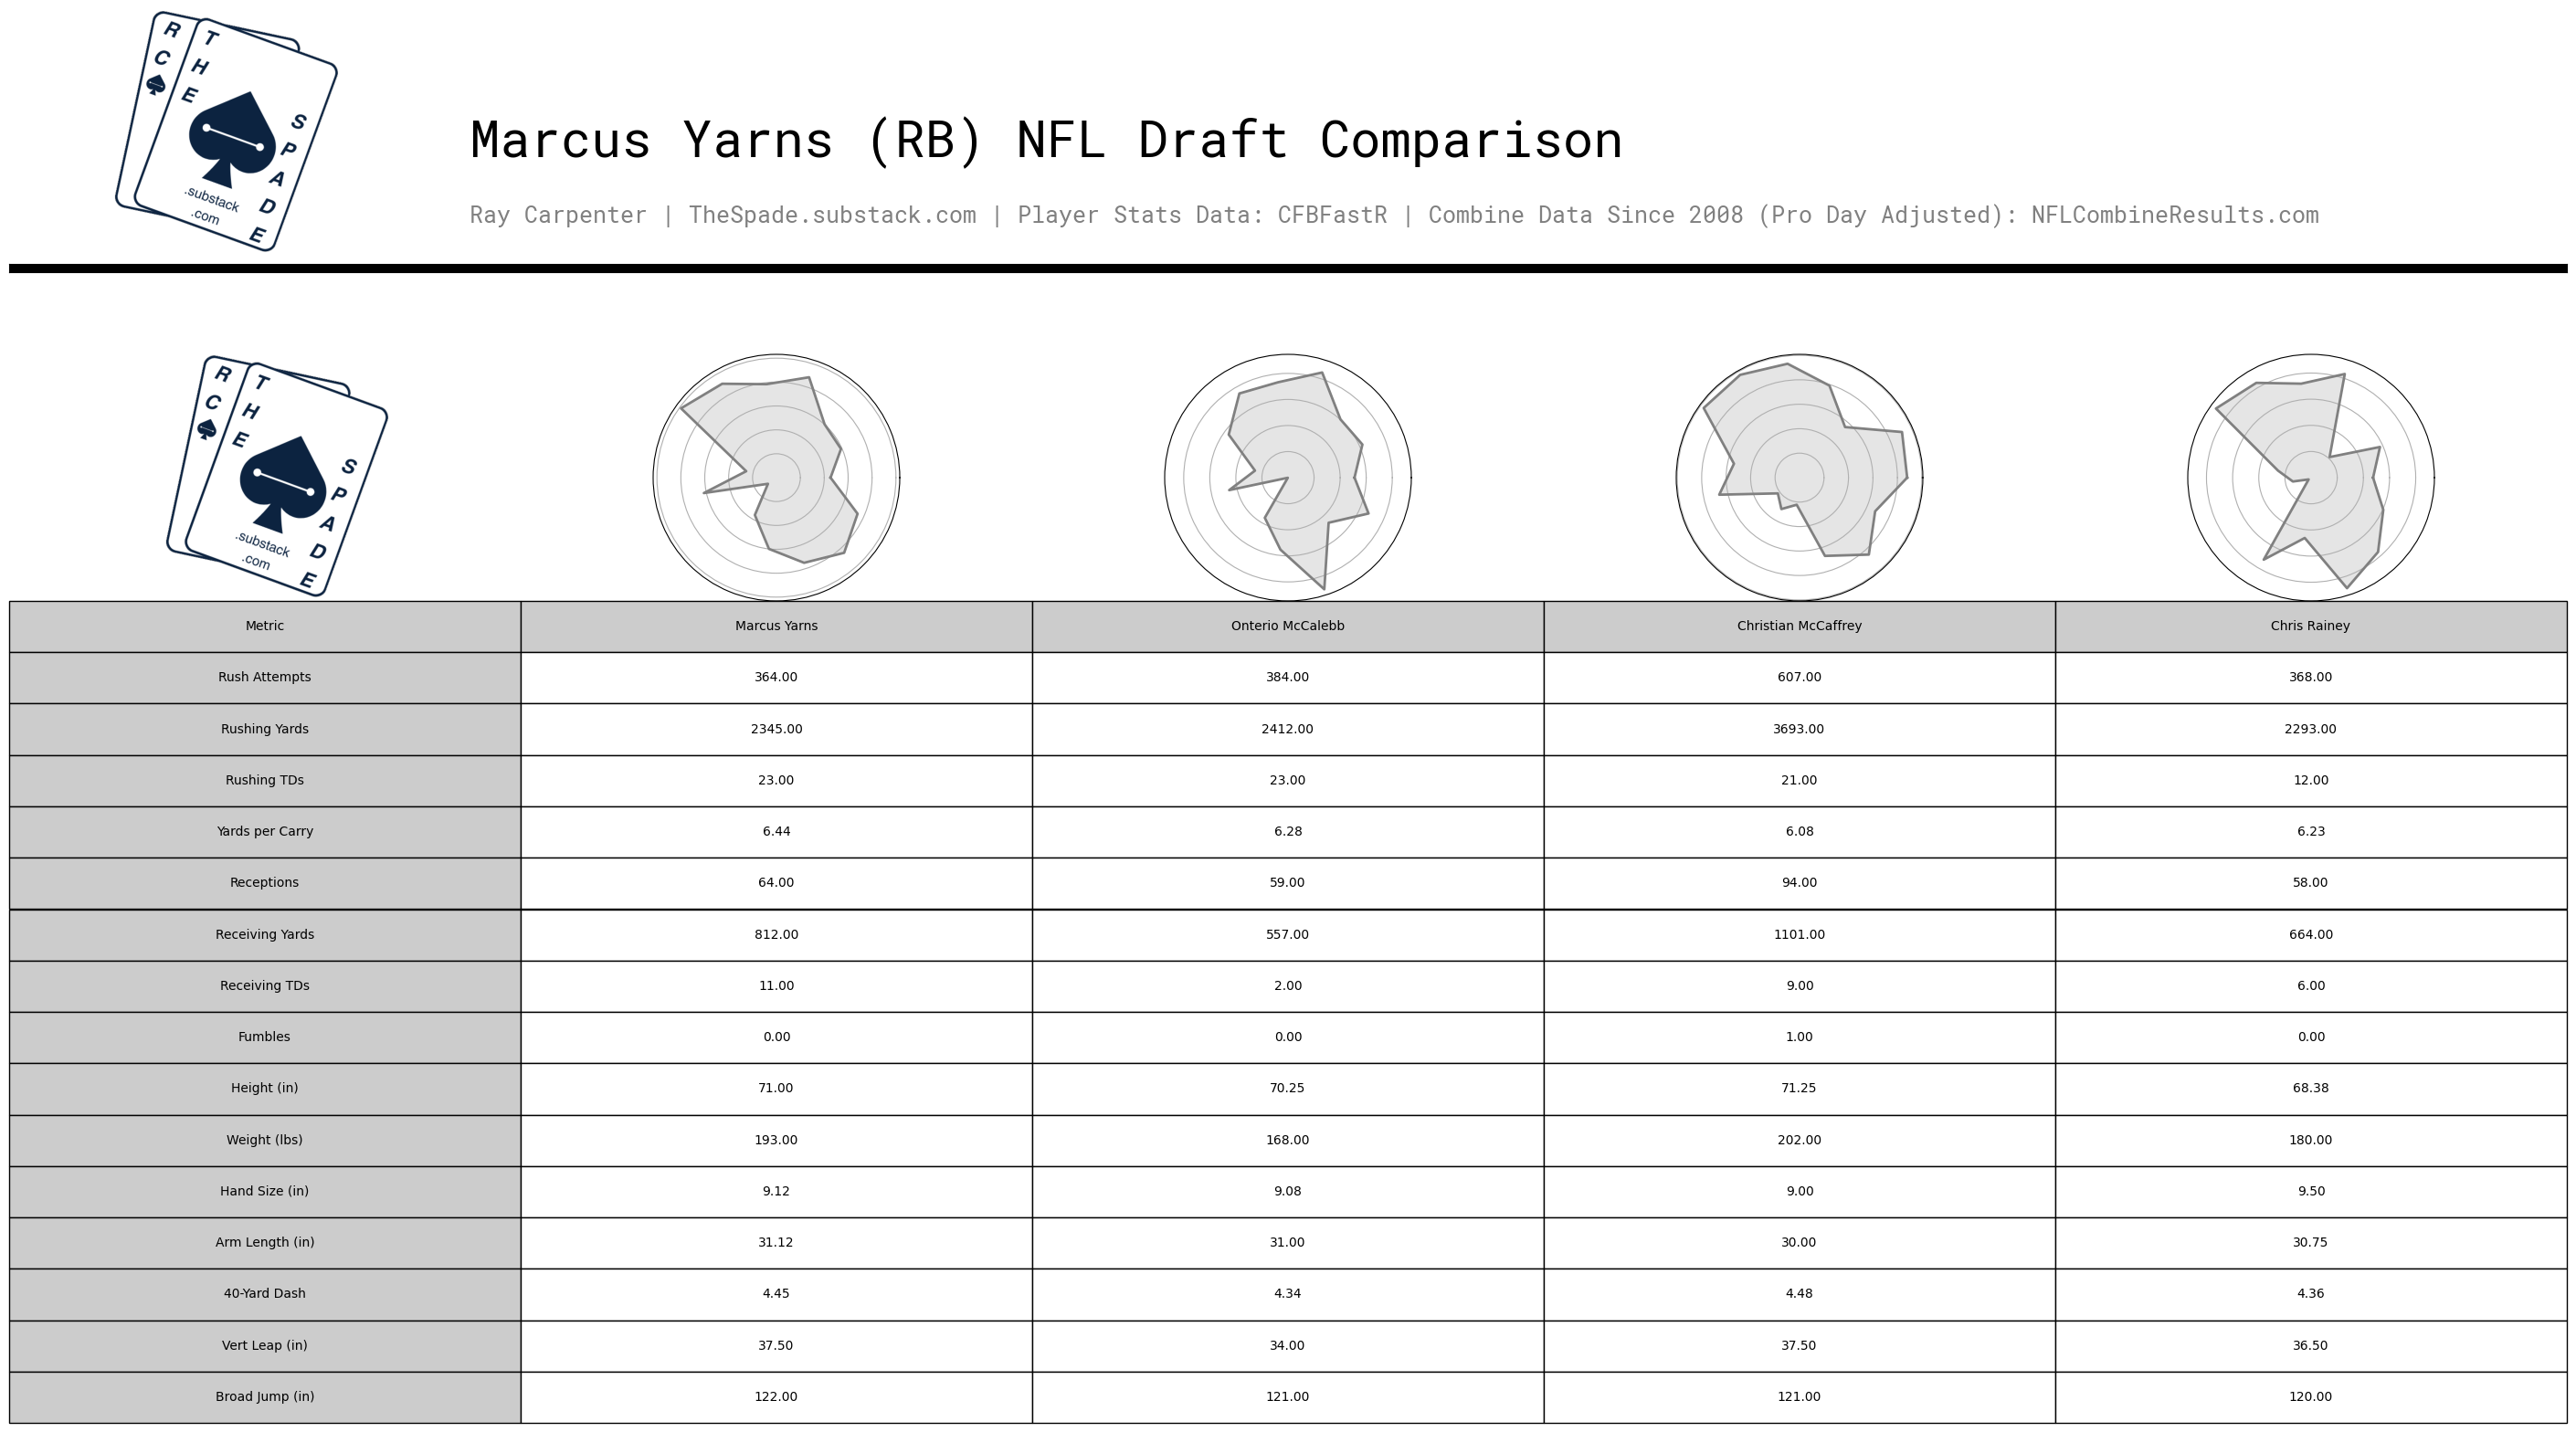 R
C
T
H
E
S
P
A
D
E
.substack
.com
Marcus Yarns (RB) NFL Draft Comparison
Ray Carpenter | TheSpade.substack.com | Player Stats Data: CFBFastR | Combine Data Since 2008 (Pro Day Adjusted): NFLCombineResults.com
R
C
T
H
E
S
P
A
D
E
.substack
.com
Metric Marcus Yarns Onterio McCalebb Christian McCaffrey Chris Rainey
Rush Attempts 364.00 384.00 607.00 368.00
Rushing Yards 2345.00 2412.00 3693.00 2293.00
Rushing TDs 23.00 23.00 21.00 12.00
Yards per Carry 6.44 6.28 6.08 6.23
Receptions 64.00 59.00 94.00 58.00
Receiving Yards 812.00 557.00 1101.00 664.00
Receiving TDs 11.00 2.00 9.00 6.00
Fumbles 0.00 0.00 1.00 0.00
Height (in) 71.00 70.25 71.25 68.38
Weight (lbs) 193.00 168.00 202.00 180.00
Hand Size (in) 9.12 9.08 9.00 9.50
Arm Length (in) 31.12 31.00 30.00 30.75
40-Yard Dash 4.45 4.34 4.48 4.36
Vert Leap (in) 37.50 34.00 37.50 36.50
Broad Jump (in) 122.00 121.00 121.00 120.00